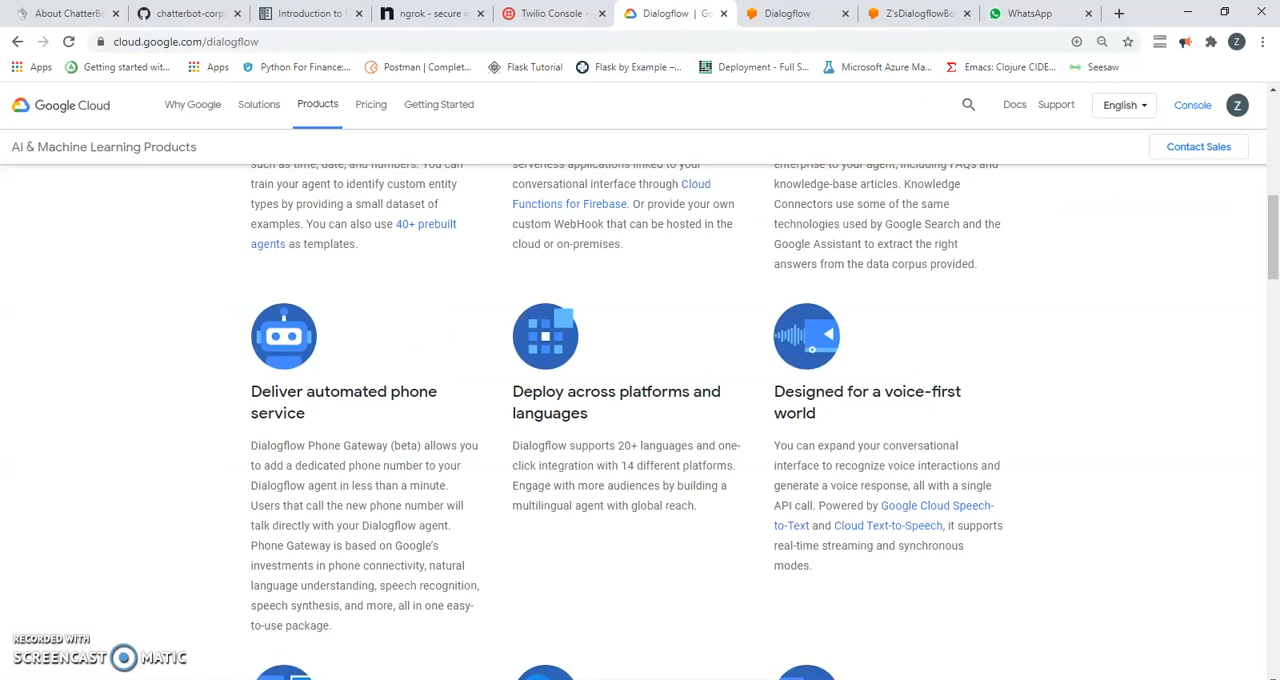 About ChatterBo
chatterbot-corp
Introduction to F
ngrok - secure in
Twilio Console -
Dialogflow | Go
Dialogflow
Z'sDialogflowBo
WhatsApp
cloud.google.com/dialogflow
Z
Apps
Getting started wit...
Apps
Python For Finance:...
Postman | Complet...
Flask Tutorial
Flask by Example –...
Deployment - Full S...
Microsoft Azure Ma...
Emacs: Clojure CIDE...
Seesaw
Google Cloud
Why Google
Solutions
Products
Pricing
Getting Started
Docs
Support
English
Console
Z
AI & Machine Learning Products
Contact Sales
such as time, date, and numbers. You can
train your agent to identify custom entity
types by providing a small dataset of
examples. You can also use 40+ prebuilt
agents as templates.
serverless applications linked to your
conversational interface through Cloud
Functions for Firebase. Or provide your own
custom WebHook that can be hosted in the
cloud or on-premises.
enterprise to your agent, including FAQs and
knowledge-base articles. Knowledge
Connectors use some of the same
technologies used by Google Search and the
Google Assistant to extract the right
answers from the data corpus provided.
Deliver automated phone
service
Dialogflow Phone Gateway (beta) allows you
to add a dedicated phone number to your
Dialogflow agent in less than a minute.
Users that call the new phone number will
talk directly with your Dialogflow agent.
Phone Gateway is based on Google's
investments in phone connectivity, natural
language understanding, speech recognition,
speech synthesis, and more, all in one easy-
to-use package.
Deploy across platforms and
languages
Dialogflow supports 20+ languages and one-
click integration with 14 different platforms.
Engage with more audiences by building a
multilingual agent with global reach.
Designed for a voice-first
world
You can expand your conversational
interface to recognize voice interactions and
generate a voice response, all with a single
API call. Powered by Google Cloud Speech-
to-Text and Cloud Text-to-Speech, it supports
real-time streaming and synchronous
modes.
RECORDED WITH
SCREENCAST MATIC